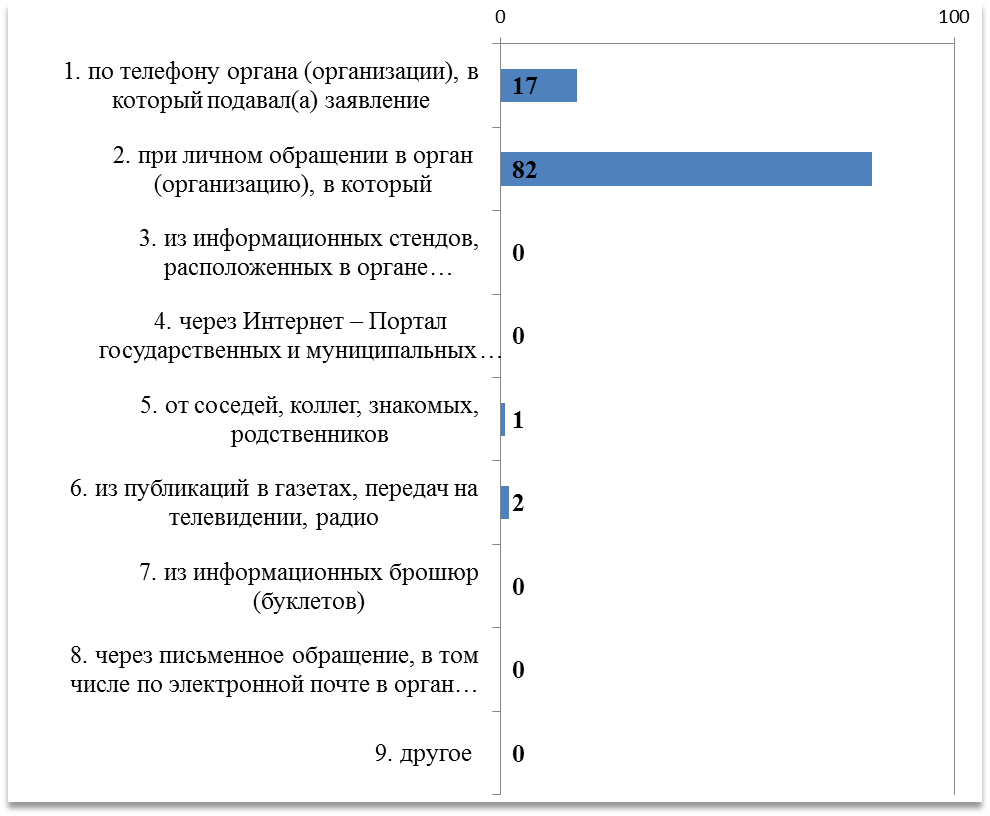 0 100
1. по телефону органа (организации), в
который подавал(а) заявление
17
2. при личном обращении в орган
(организацию), в который
82
3. из информационных стендов,
расположенных в органе…
0
4. через Интернет – Портал
государственных и муниципальных…
0
5. от соседей, коллег, знакомых,
родственников
1
6. из публикаций в газетах, передач на
телевидении, радио
2
7. из информационных брошюр
(буклетов)
0
8. через письменное обращение, в том
числе по электронной почте в орган…
0
9. другое
0